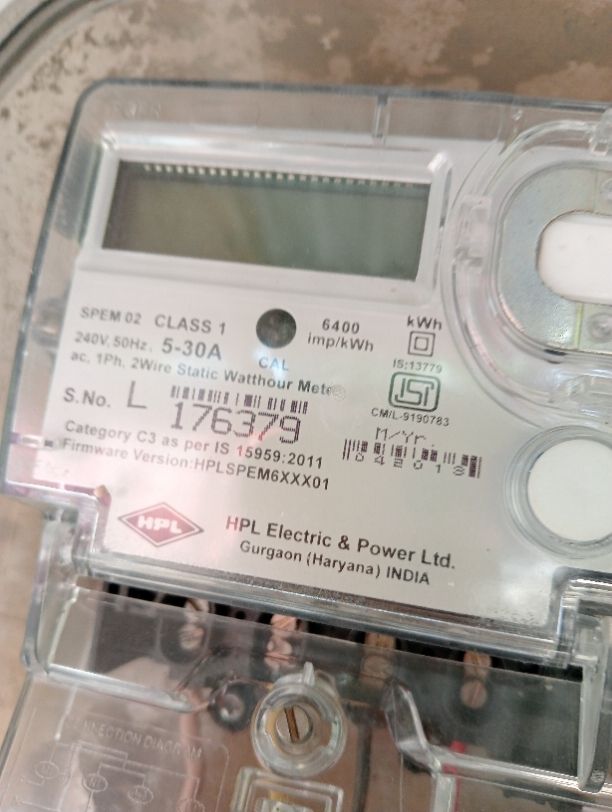 SPEM 02 CLASS 1
240V, 50Hz, 5-30A
ac, 1Ph, 2Wire Static Watthour Meter
CAL
6400
imp/kWh
kWh
IS:13779
ISI
CM/L-9190783
S.No. L 176379
M/Yr.
042018
Category C3 as per IS 15959:2011
Firmware Version:HPLSPEM6XXX01
HPL
HPL Electric & Power Ltd.
Gurgaon (Haryana) INDIA
CONNECTION DIAGRAM